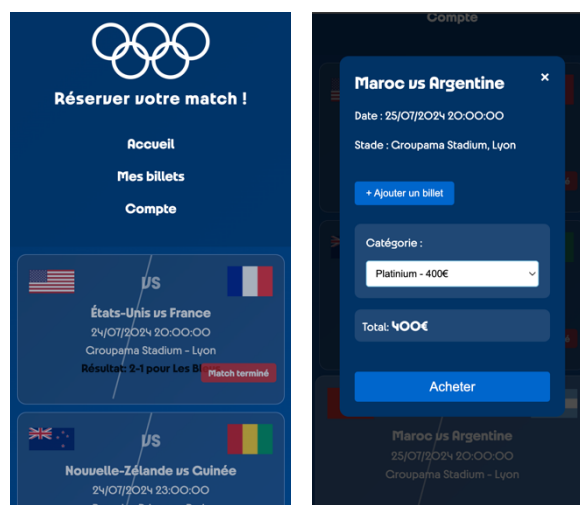 Réserver votre match !
Accueil
Mes billets
Compte
VS
États-Unis vs France
24/07/2024 20:00:00
Groupama Stadium - Lyon
Résultat: 2-1 pour Les
Match terminé
VS
Nouvelle-Zélande vs Guinée
24/07/2024 23:00:00
Compte
Maroc vs Argentine
×
Date : 25/07/2024 20:00:00
Stade : Groupama Stadium, Lyon
+ Ajouter un billet
Catégorie :
Platinium - 400€
Total: 400€
Acheter
Maroc vs Argentine
25/07/2024 20:00:00
Groupama Stadium - Lyon